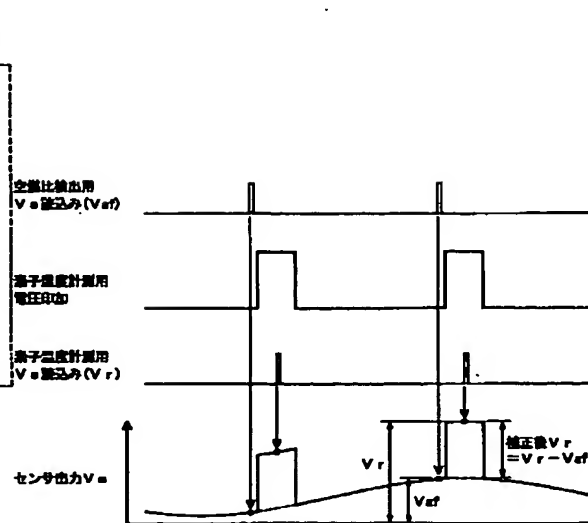 空燃比検出用
Vs読込み(Vaf)
素子温度計測用
電圧印加
素子温度計測用
Vs読込み(Vr)
センサ出力Vs
Vr
Vaf
補正後Vr
=Vr-Vaf